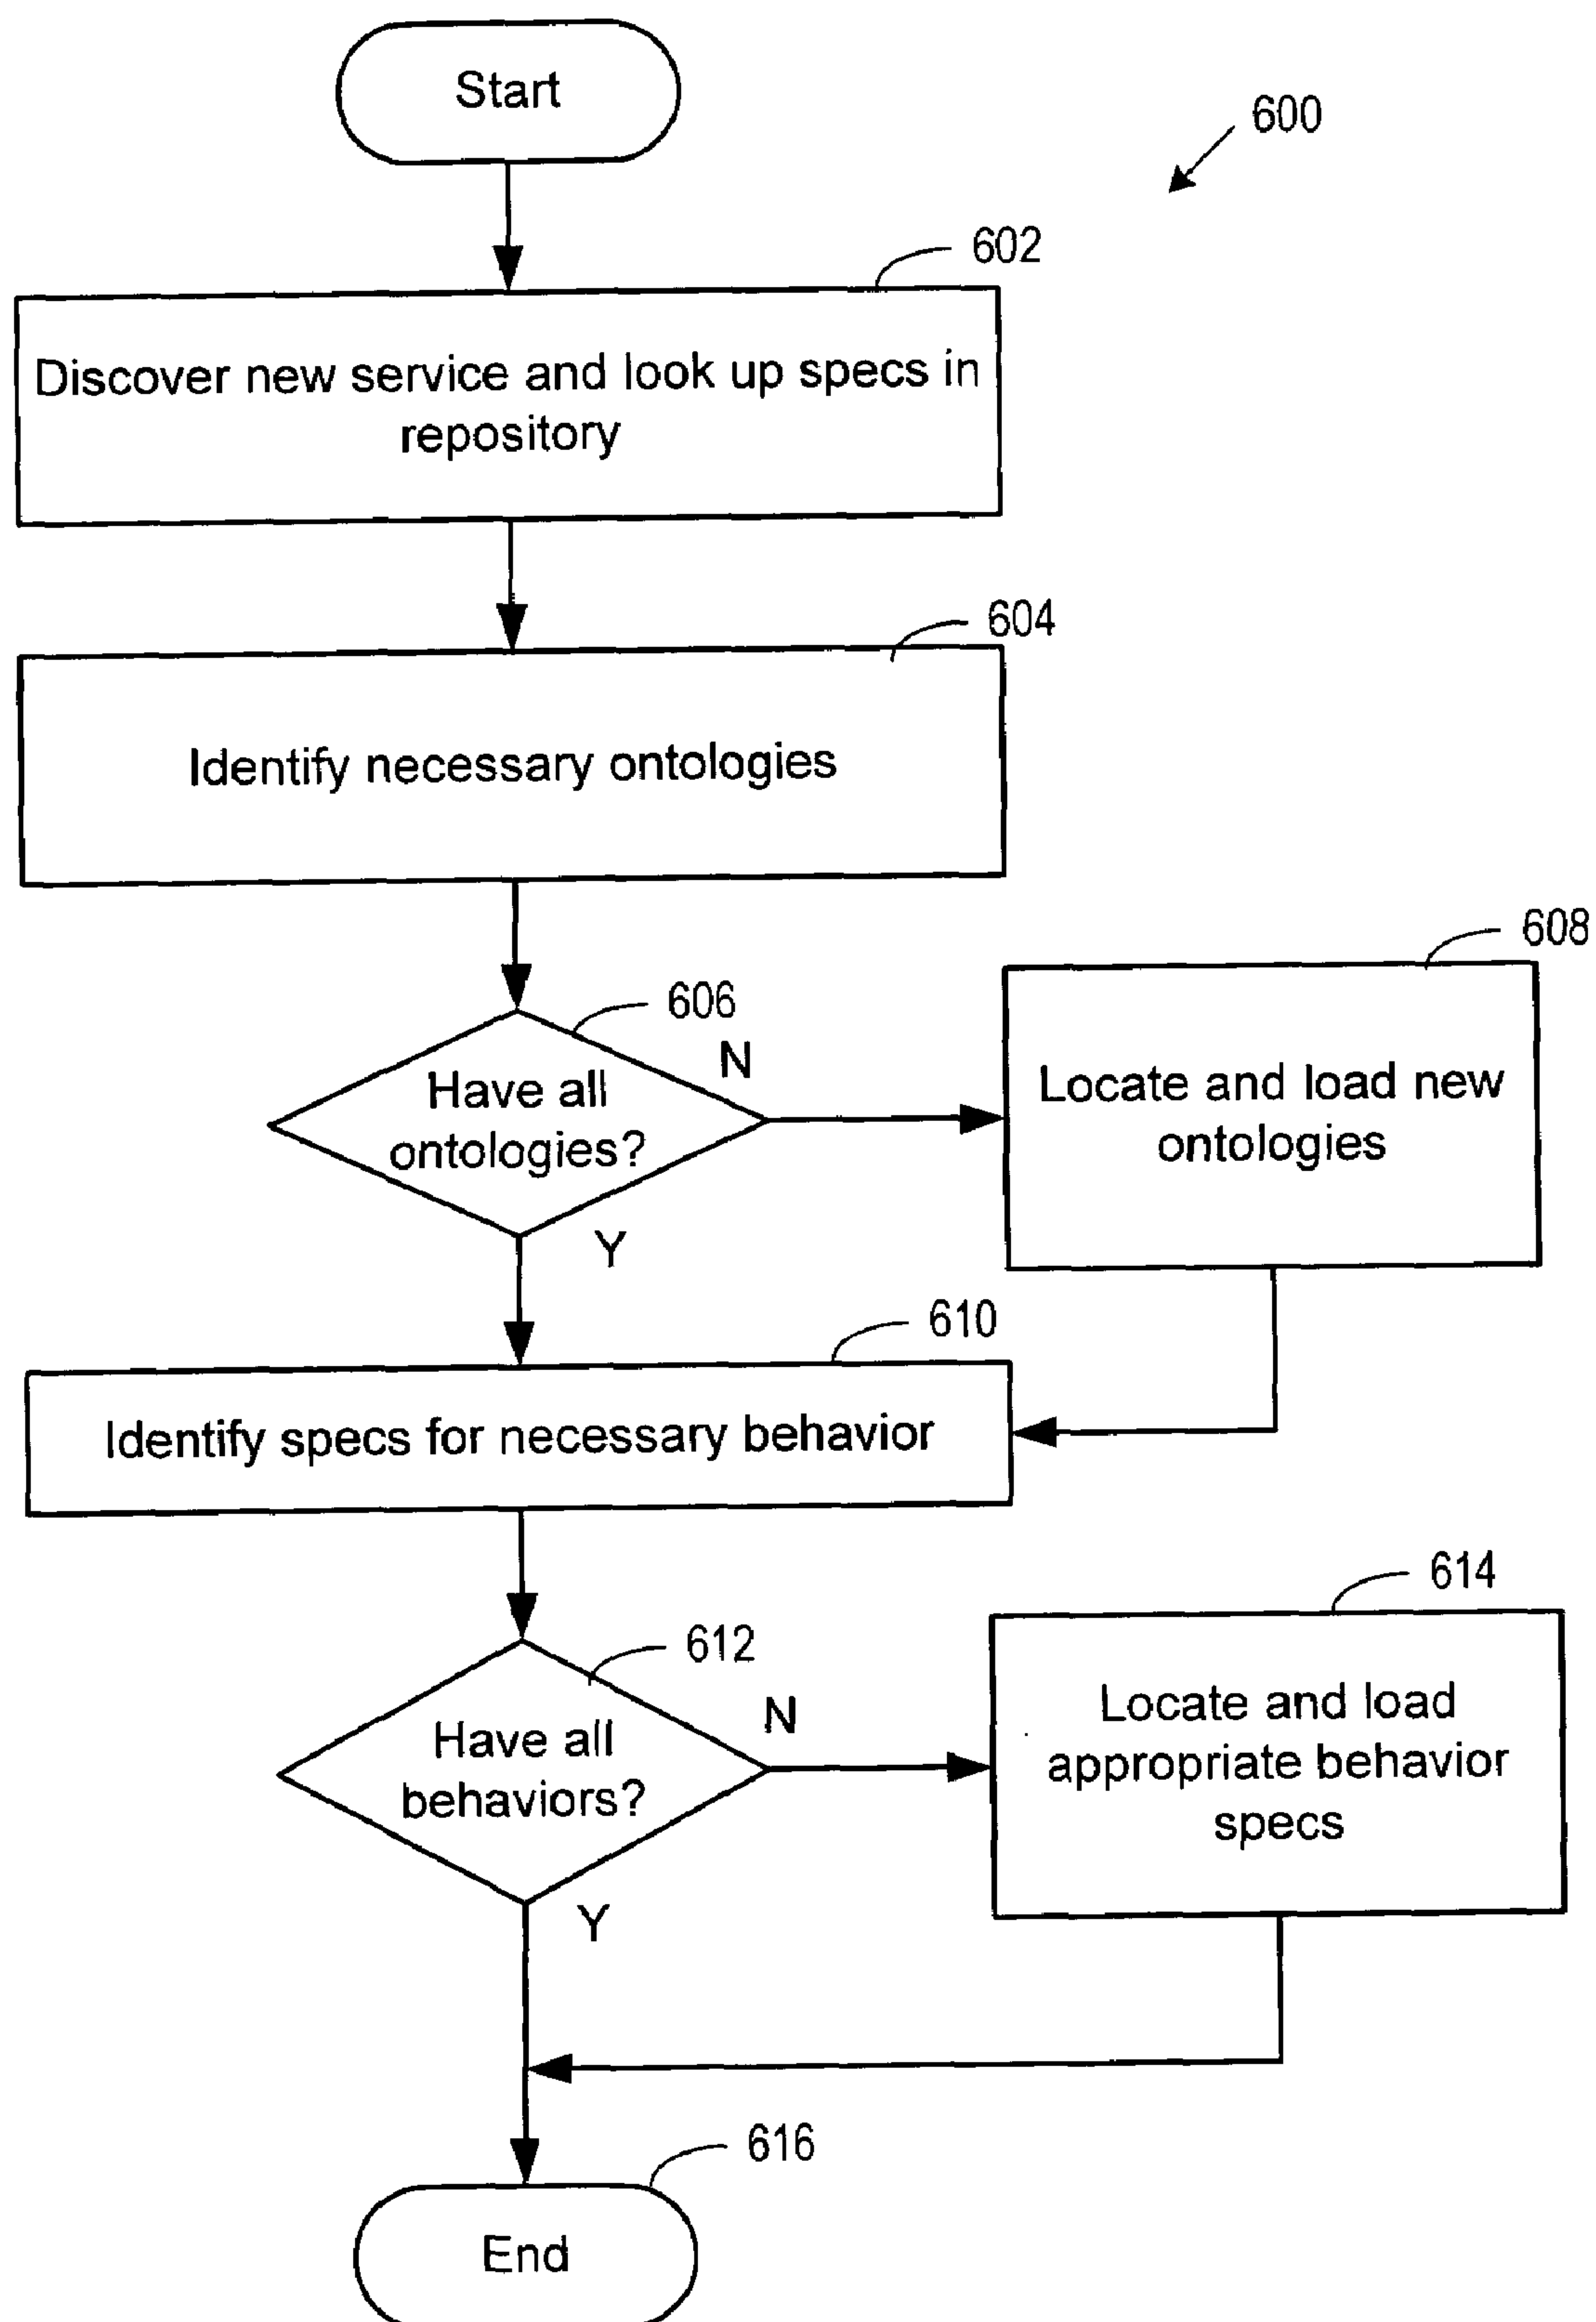 Start
600
602
Discover new service and look up specs in
repository
604
Identify necessary ontologies
608
606
N
Have all
ontologies?
Locate and load new
ontologies
Y
610
Identify specs for necessary behavior
614
612
N
Have all
behaviors?
Locate and load
appropriate behavior
specs
Y
616
End